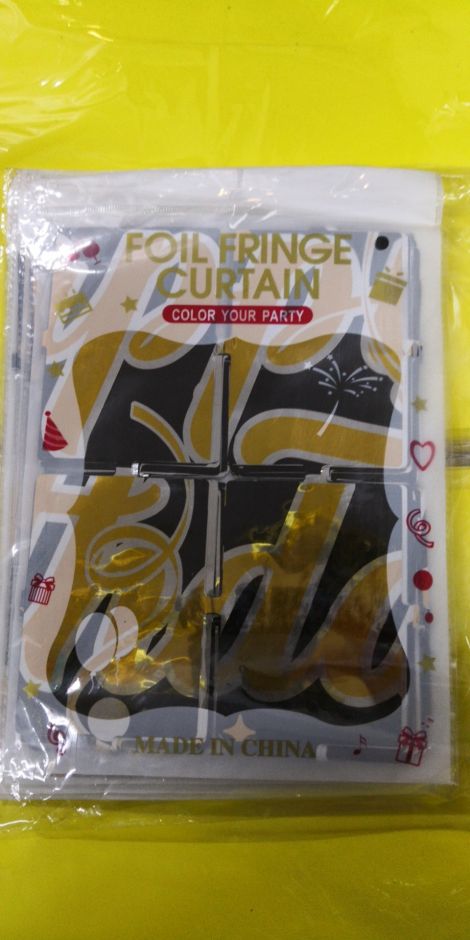 FOIL FRINGE
CURTAIN
COLOR YOUR PARTY
MADE IN CHINA